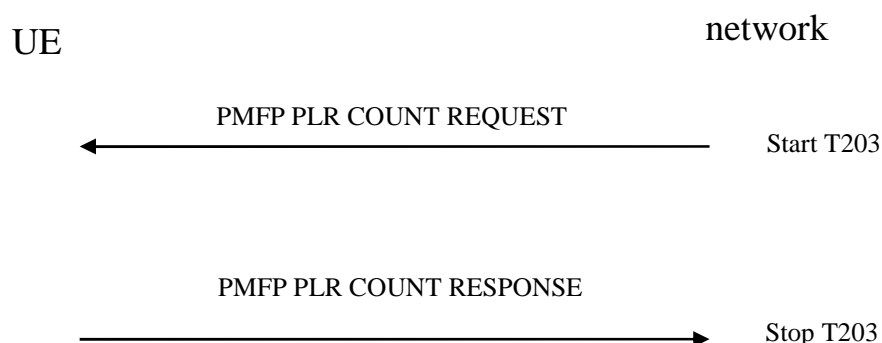 UE
network
PMFP PLR COUNT REQUEST
Start T203
PMFP PLR COUNT RESPONSE
Stop T203